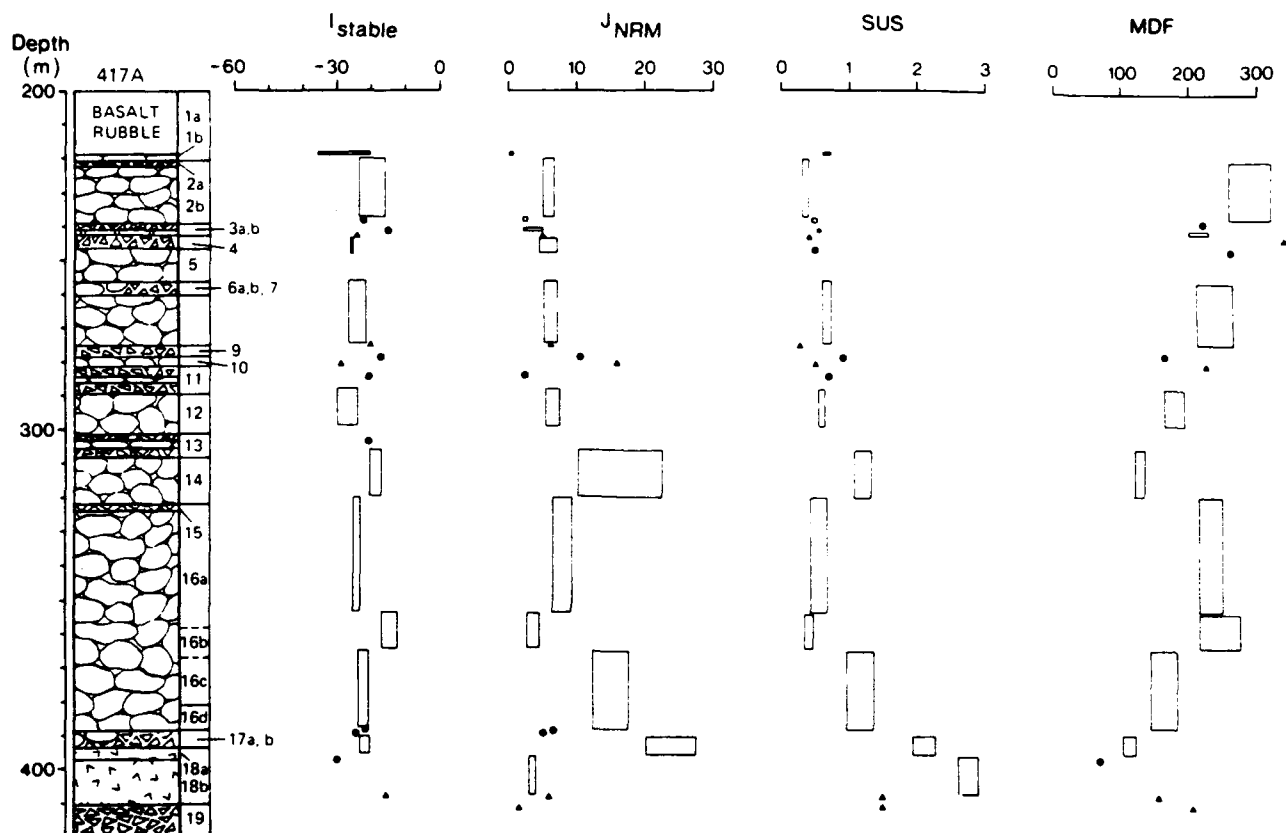 I stable
J NRM
SUS
MDF
Depth
(m)
417A
-60 -30 0
0 10 20 30
0 1 2 3
0 100 200 300
200
BASALT
RUBBLE
1a
1b
2a
2b
3a,b
4
5
6a,b, 7
9
10
11
12
300
13
14
15
16a
16b
16c
16d
17a, b
400
18a
18b
19